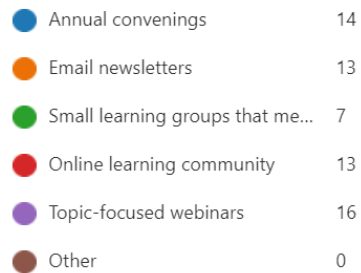 Annual convenings 14
Email newsletters 13
Small learning groups that me... 7
Online learning community 13
Topic-focused webinars 16
Other 0